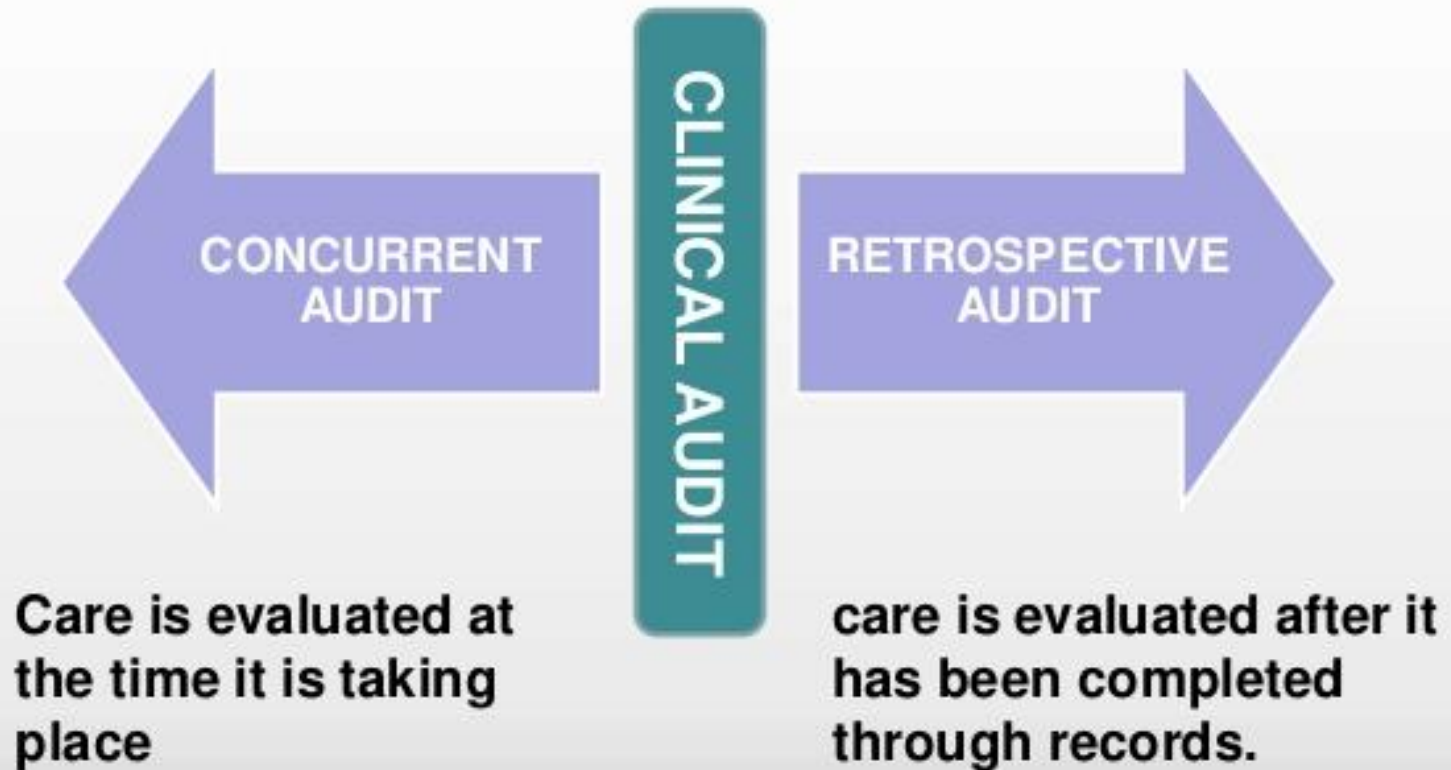 CLINICAL AUDIT
CONCURRENT
AUDIT
RETROSPECTIVE
AUDIT
Care is evaluated at
the time it is taking
place
care is evaluated after it
has been completed
through records.